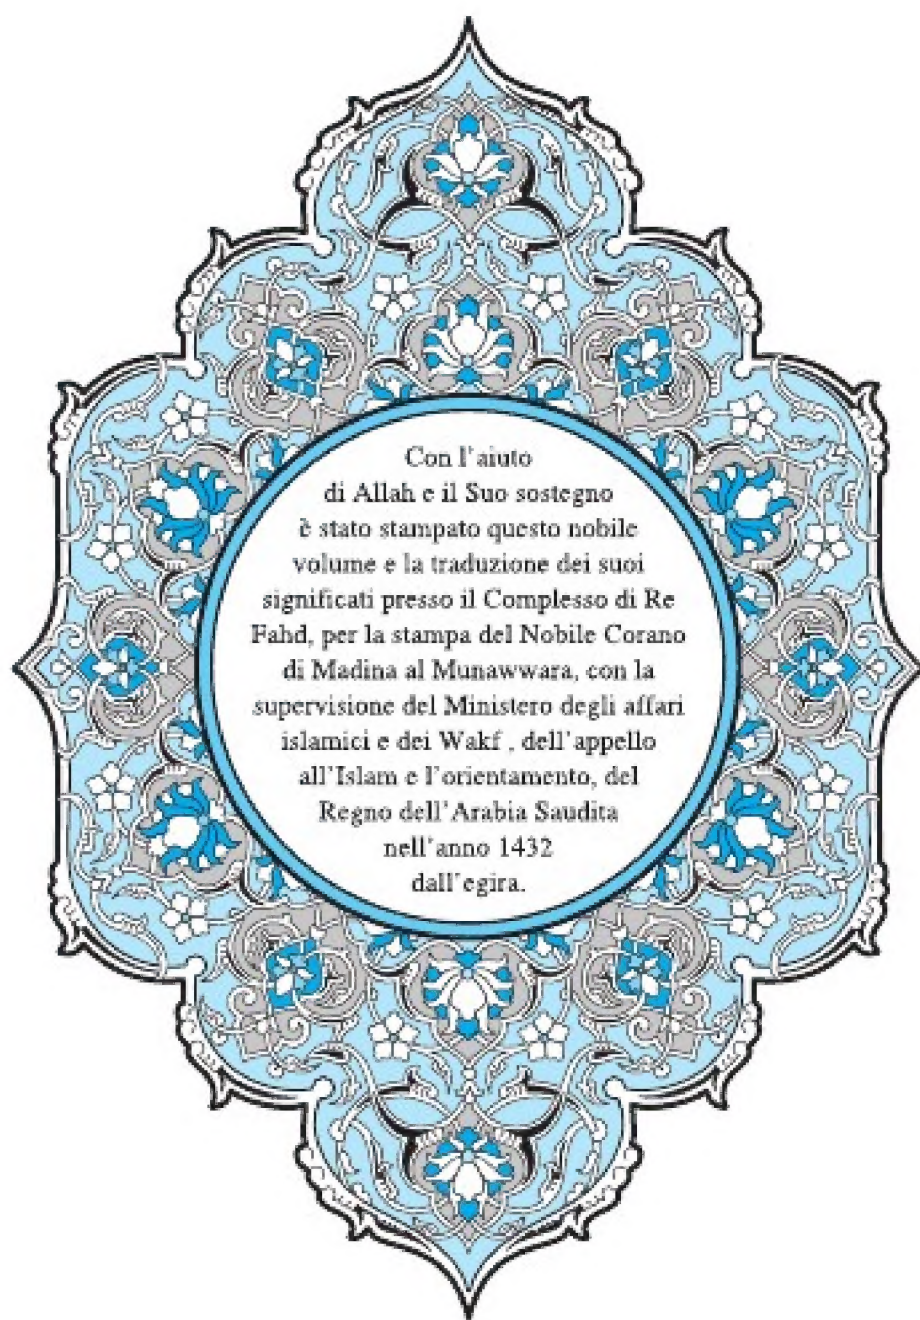 Con l'aiuto
di Allah e il Suo sostegno
è stato stampato questo nobile
volume e la traduzione dei suoi
significati presso il Complesso di Re
Fahd, per la stampa del Nobile Corano
di Madina al Munawwara, con la
supervisione del Ministero degli affari
islamici e dei Wakf , dell'appello
all'Islam e l'orientamento, del
Regno dell'Arabia Saudita
nell'anno 1432
dall'egira.